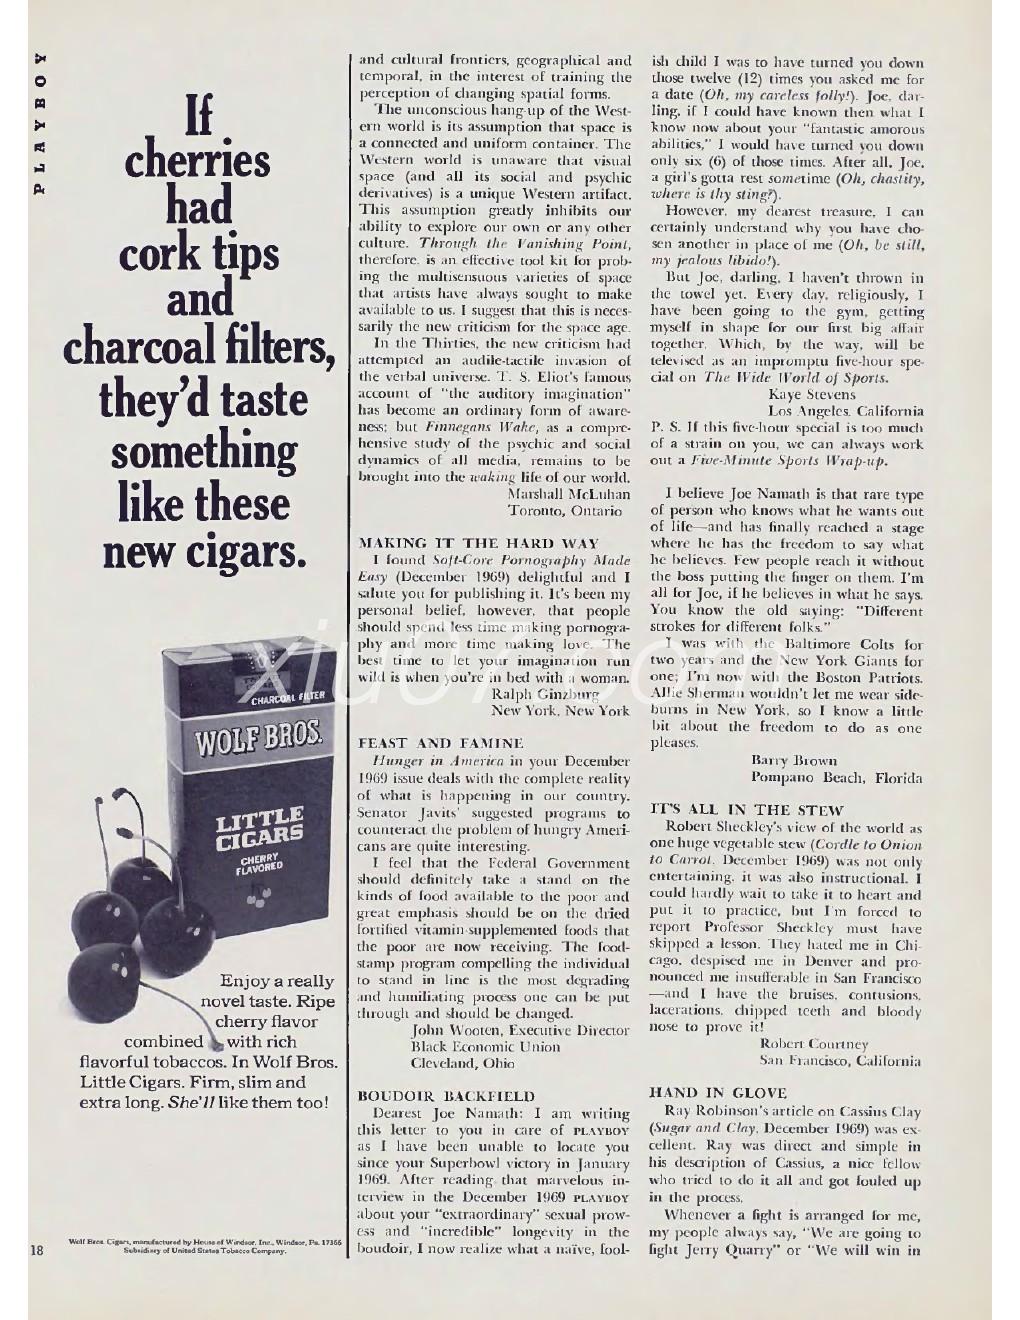 PLAYBOY
If
cherries
had
cork tips
and
charcoal filters,
they'd taste
something
like these
new cigars.
CHARCOAL FILTER
WOLF BROS.
LITTLE
CIGARS
CHERRY
FLAVORED
Enjoy a really
novel taste. Ripe
cherry flavor
combined with rich
flavorful tobaccos. In Wolf Bros.
Little Cigars. Firm, slim and
extra long. She'll like them too!
Wolf Bros. Cigars, manufactured by House of Windsor, Inc., Windsor, Pa. 17366
Subsidiary of United States Tobacco Company.
18
and cultural frontiers, geographical and
temporal, in the interest of training the
perception of changing spatial forms.
The unconscious hang-up of the West-
ern world is its assumption that space is
a connected and uniform container. The
Western world is unaware that visual
space (and all its social and psychic
derivatives) is a unique Western artifact.
This assumption greatly inhibits our
ability to explore our own or any other
culture. Through the Vanishing Point,
therefore, is an effective tool kit for prob-
ing the multisensuous varieties of space
that artists have always sought to make
available to us. I suggest that this is neces-
sarily the new criticism for the space age.
In the Thirties, the new criticism had
attempted an audile-tactile invasion of
the verbal universe. T. S. Eliot's famous
account of "the auditory imagination"
has become an ordinary form of aware-
ness; but Finnegans Wake, as a compre-
hensive study of the psychic and social
dynamics of all media, remains to be
brought into the waking life of our world.
Marshall McLuhan
Toronto, Ontario
MAKING IT THE HARD WAY
I found Soft-Core Pornography Made
Easy (December 1969) delightful and I
salute you for publishing it. It's been my
personal belief, however, that people
should spend less time making pornogra-
phy and more time making love. The
best time to let your imagination run
wild is when you're in bed with a woman.
Ralph Ginzburg
New York, New York
FEAST AND FAMINE
Hunger in America in your December
1969 issue deals with the complete reality
of what is happening in our country.
Senator Javits' suggested programs to
counteract the problem of hungry Ameri-
cans are quite interesting.
I feel that the Federal Government
should definitely take a stand on the
kinds of food available to the poor and
great emphasis should be on the dried
fortified vitamin-supplemented foods that
the poor are now receiving. The food-
stamp program compelling the individual
to stand in line is the most degrading
and humiliating process one can be put
through and should be changed.
John Wooten, Executive Director
Black Economic Union
Cleveland, Ohio
BOUDOIR BACKFIELD
Dearest Joe Namath: I am writing
this letter to you in care of PLAYBOY
as I have been unable to locate you
since your Superbowl victory in January
1969. After reading that marvelous in-
terview in the December 1969 PLAYBOY
about your "extraordinary" sexual prow-
ess and "incredible" longevity in the
boudoir, I now realize what a naïve, fool-
ish child I was to have turned you down
those twelve (12) times you asked me for
a date (Oh, my careless folly!). Joe, dar-
ling, if I could have known then what I
know now about your "fantastic amorous
abilities," I would have turned you down
only six (6) of those times. After all, Joe,
a girl's gotta rest sometime (Oh, chastity,
where is thy sting?).
However, my dearest treasure, I can
certainly understand why you have cho-
sen another in place of me (Oh, be still,
my jealous libido!).
But Joe, darling, I haven't thrown in
the towel yet. Every day, religiously, I
have been going to the gym, getting
myself in shape for our first big affair
together. Which, by the way, will be
televised as an impromptu five-hour spe-
cial on The Wide World of Sports.
Kaye Stevens
Los Angeles, California
P. S. If this five-hour special is too much
of a strain on you, we can always work
out a Five-Minute Sports Wrap-up.
I believe Joe Namath is that rare type
of person who knows what he wants out
of life—and has finally reached a stage
where he has the freedom to say what
he believes. Few people reach it without
the boss putting the finger on them. I'm
all for Joe, if he believes in what he says.
You know the old saying: "Different
strokes for different folks."
I was with the Baltimore Colts for
two years and the New York Giants for
one; I'm now with the Boston Patriots.
Allie Sherman wouldn't let me wear side-
burns in New York, so I know a little
bit about the freedom to do as one
pleases.
Barry Brown
Pompano Beach, Florida
IT'S ALL IN THE STEW
Robert Sheckley's view of the world as
one huge vegetable stew (Cordle to Onion
to Carrot, December 1969) was not only
entertaining, it was also instructional. I
could hardly wait to take it to heart and
put it to practice, but I'm forced to
report Professor Sheckley must have
skipped a lesson. They hated me in Chi-
cago, despised me in Denver and pro-
nounced me insufferable in San Francisco
—and I have the bruises, contusions,
lacerations, chipped teeth and bloody
nose to prove it!
Robert Courtney
San Francisco, California
HAND IN GLOVE
Ray Robinson's article on Cassius Clay
(Sugar and Clay, December 1969) was ex-
cellent. Ray was direct and simple in
his description of Cassius, a nice fellow
who tried to do it all and got fouled up
in the process.
Whenever a fight is arranged for me,
my people always say, "We are going to
fight Jerry Quarry" or "We will win in
xiu07.com